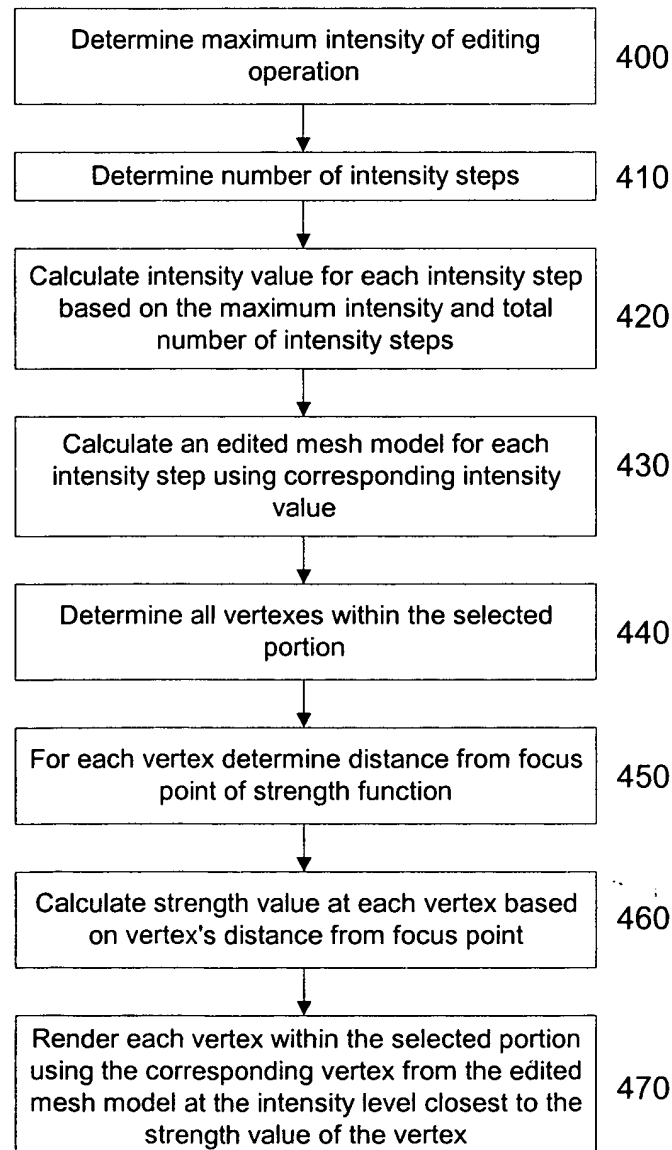 Determine maximum intensity of editing
operation
400
Determine number of intensity steps
410
Calculate intensity value for each intensity step
based on the maximum intensity and total
number of intensity steps
420
Calculate an edited mesh model for each
intensity step using corresponding intensity
value
430
Determine all vertexes within the selected
portion
440
For each vertex determine distance from focus
point of strength function
450
Calculate strength value at each vertex based
on vertex's distance from focus point
460
Render each vertex within the selected portion
using the corresponding vertex from the edited
mesh model at the intensity level closest to the
strength value of the vertex
470